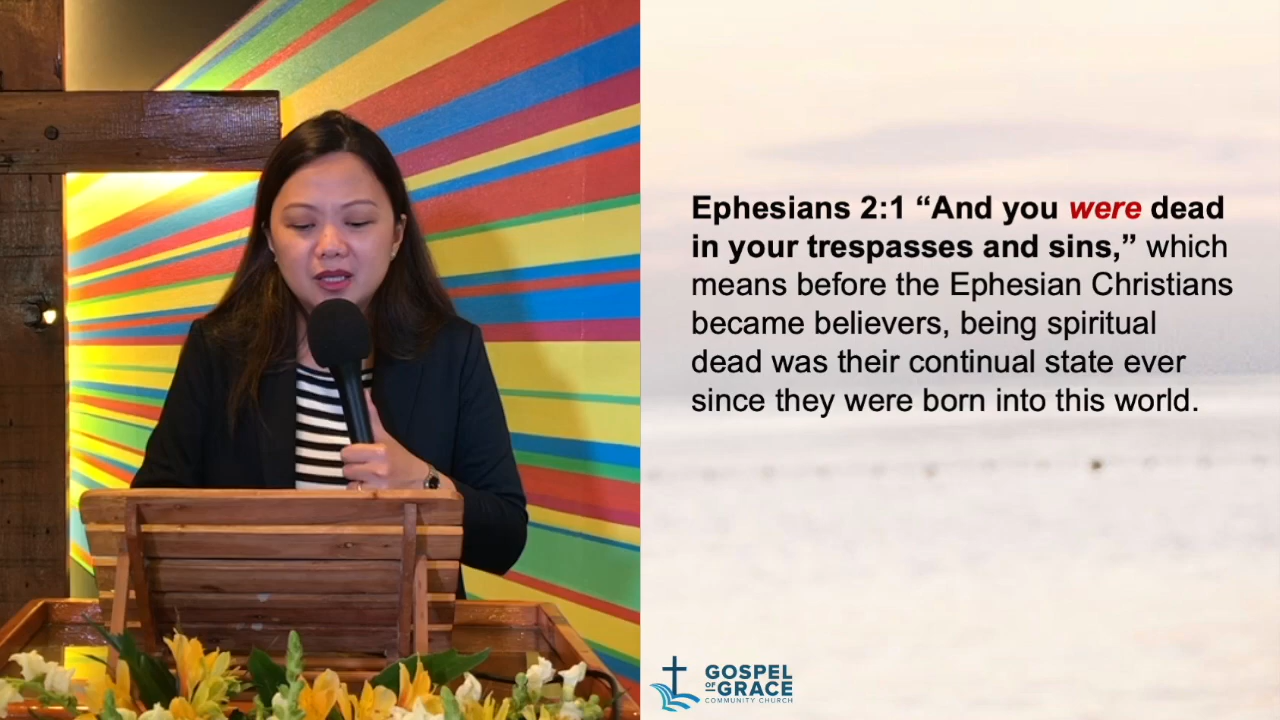 Ephesians 2:1 “And you were dead
in your trespasses and sins,” which
means before the Ephesian Christians
became believers, being spiritual
dead was their continual state ever
since they were born into this world.
GOSPEL
OF GRACE
COMMUNITY CHURCH